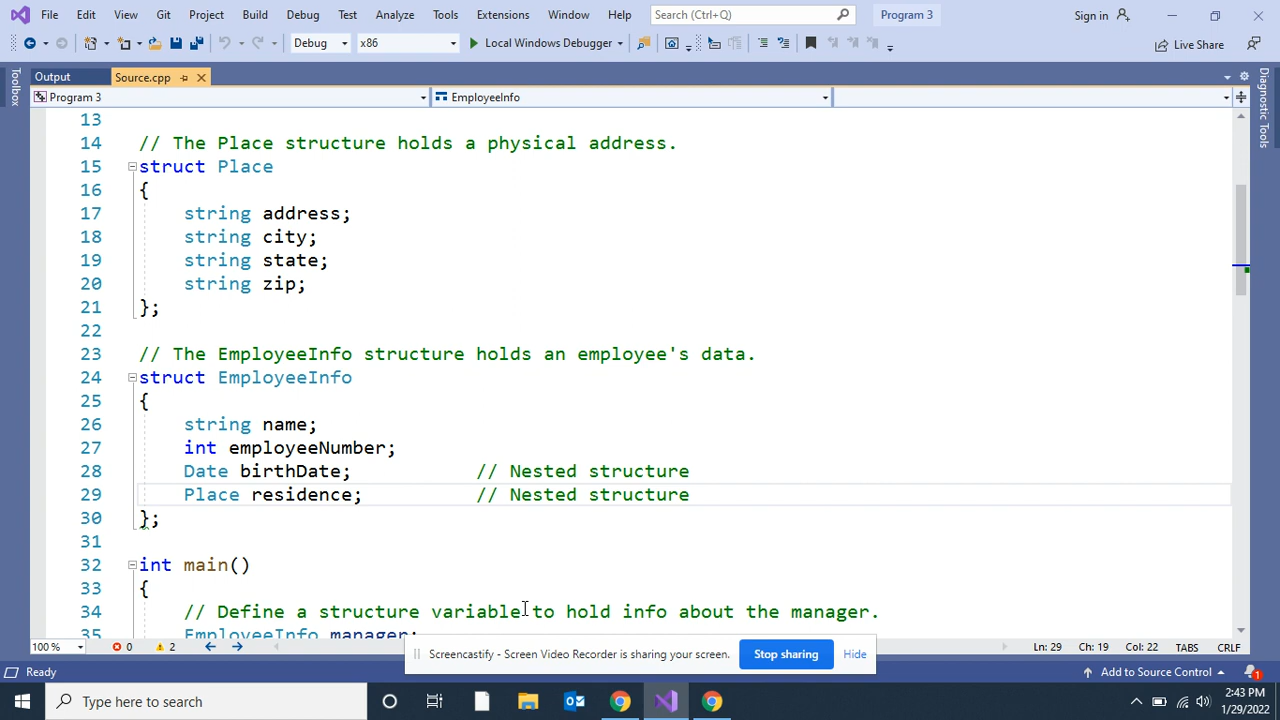 File Edit View Git Project Build Debug Test Analyze Tools Extensions Window Help Search (Ctrl+Q) Program 3 Sign in
Debug x86 Local Windows Debugger Live Share
Toolbox
Output Source.cpp
Program 3 EmployeeInfo
Diagnostic Tools
13
14 // The Place structure holds a physical address.
15 struct Place
16 {
17 string address;
18 string city;
19 string state;
20 string zip;
21 };
22
23 // The EmployeeInfo structure holds an employee's data.
24 struct EmployeeInfo
25 {
26 string name;
27 int employeeNumber;
28 Date birthDate; // Nested structure
29 Place residence; // Nested structure
30 };
31
32 int main()
33 {
34 // Define a structure variable to hold info about the manager.
35 EmployeeInfo manager;
100 % 0 2 Ln: 29 Ch: 19 Col: 22 TABS CRLF
Screencastify - Screen Video Recorder is sharing your screen. Stop sharing Hide
Ready Add to Source Control 1
Type here to search 2:43 PM
1/29/2022